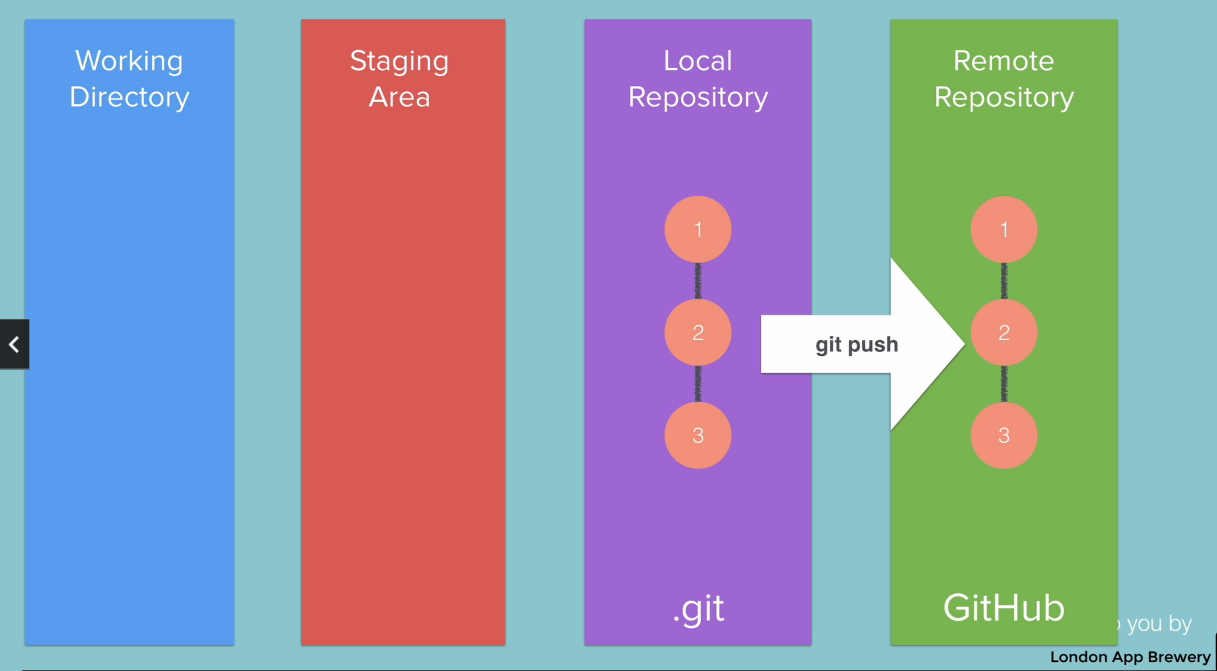 Working
Directory
Staging
Area
Local
Repository
Remote
Repository
1
1
2
git push
2
3
3
.git
GitHub
you by
London App Brewery